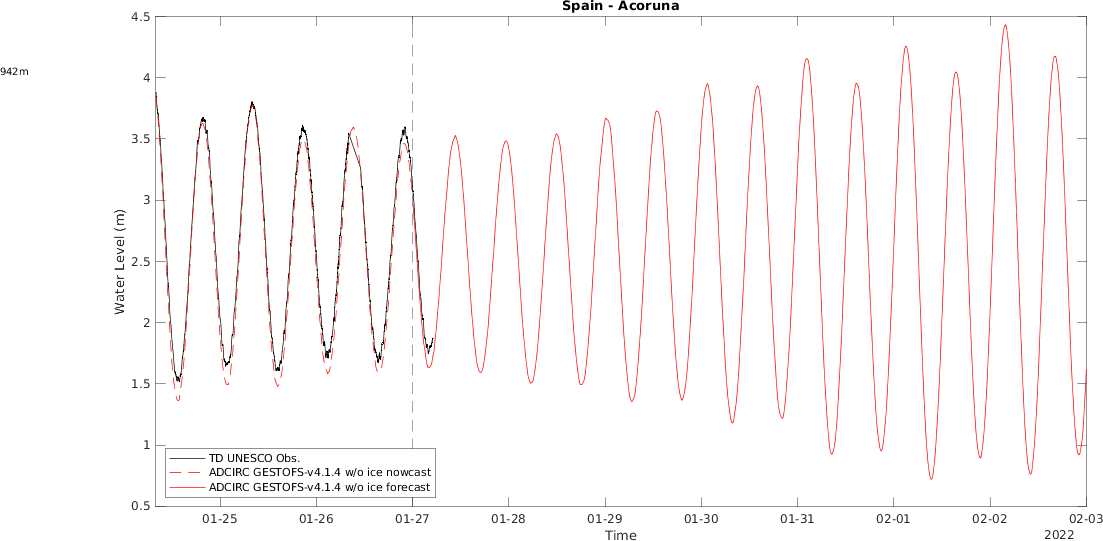 Spain - Acoruna
942m
4.5
4
3.5
3
2.5
2
1.5
1
0.5
Water Level (m)
TD UNESCO Obs.
ADCIRC GESTOFS-v4.1.4 w/o ice nowcast
ADCIRC GESTOFS-v4.1.4 w/o ice forecast
01-25 01-26 01-27 01-28 01-29 01-30 01-31 02-01 02-02 02-03
Time
2022